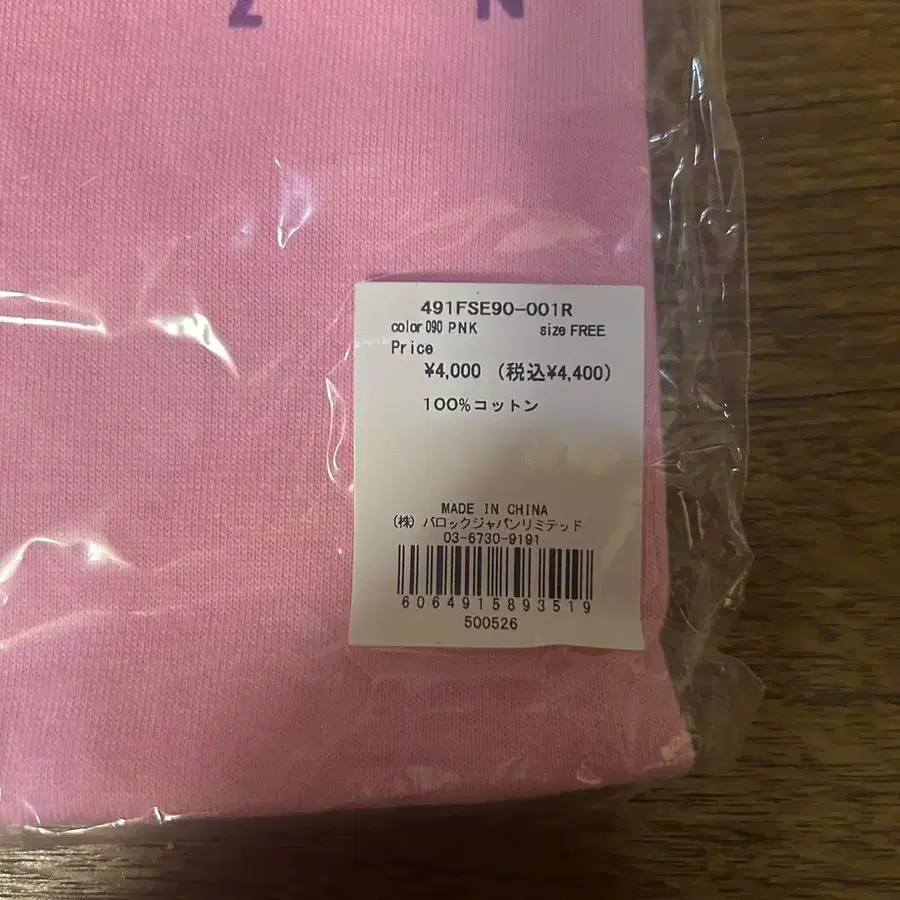 Z N
491FSE90-001R
color 090 PNK size FREE
Price
¥4,000 (税込¥4,400)
100%コットン
MADE IN CHINA
(株) バロックジャパンリミテッド
03-6730-9191
6064915893519
500526